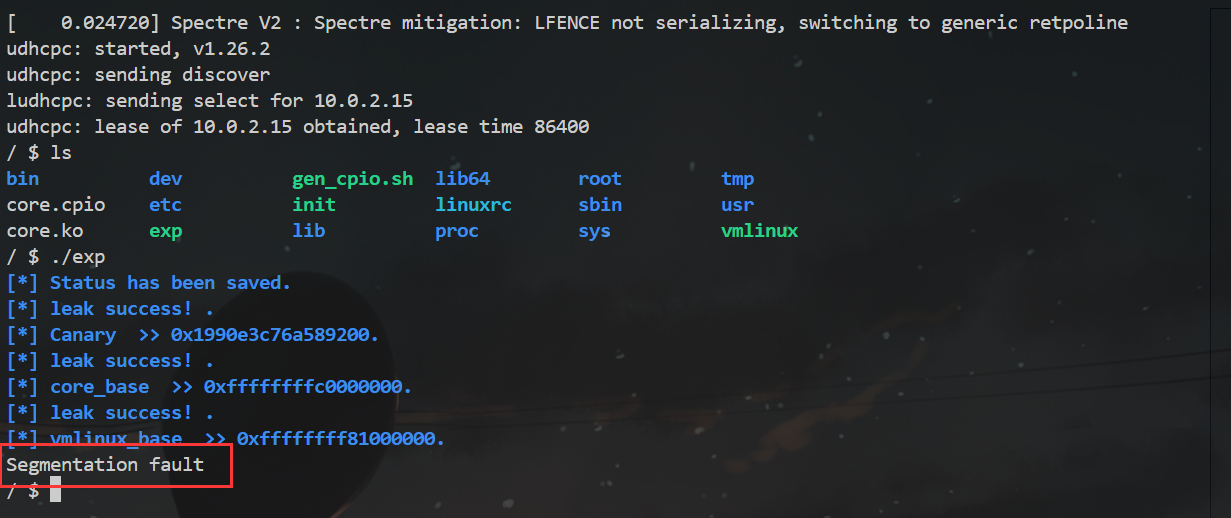 [    0.024720] Spectre V2 : Spectre mitigation: LFENCE not serializing, switching to generic retpoline
udhcpc: started, v1.26.2
udhcpc: sending discover
ludhcpc: sending select for 10.0.2.15
udhcpc: lease of 10.0.2.15 obtained, lease time 86400
/ $ ls
bin          dev          gen_cpio.sh  lib64        root         tmp
core.cpio    etc          init         linuxrc      sbin         usr
core.ko      exp          lib          proc         sys          vmlinux
/ $ ./exp
[*] Status has been saved.
[*] leak success! .
[*] Canary  >> 0x1990e3c76a589200.
[*] leak success! .
[*] core_base  >> 0xffffffffc0000000.
[*] leak success! .
[*] vmlinux_base  >> 0xffffffff81000000.
Segmentation fault
/ $